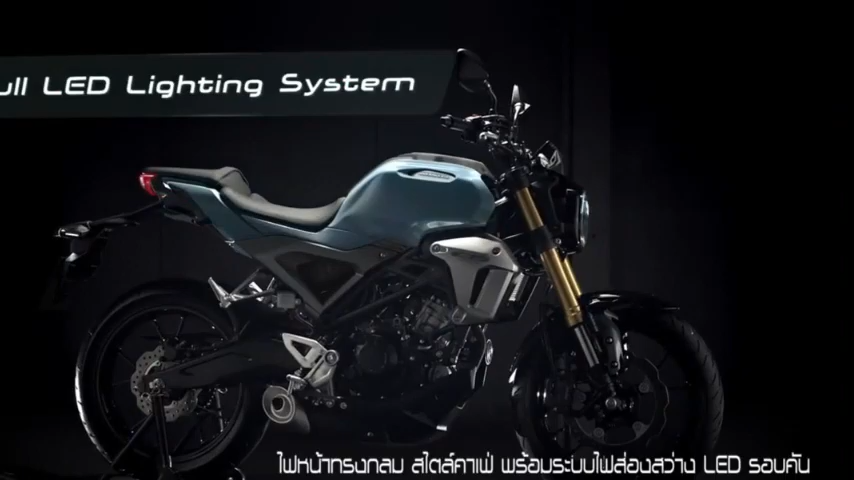 ull LED Lighting System
ไฟหน้าทรงกลม สไตล์คาเฟ่ พร้อมระบบไฟส่องสว่าง LED รอบคัน